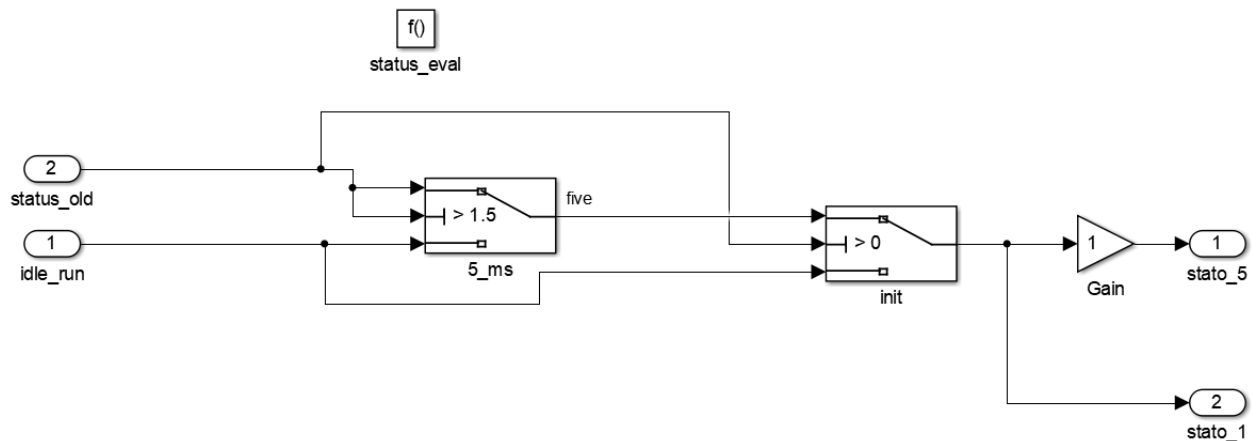 f()
status_eval
2
status_old
1
idle_run
> 1.5
5_ms
five
> 0
init
1
Gain
1
stato_5
2
stato_1